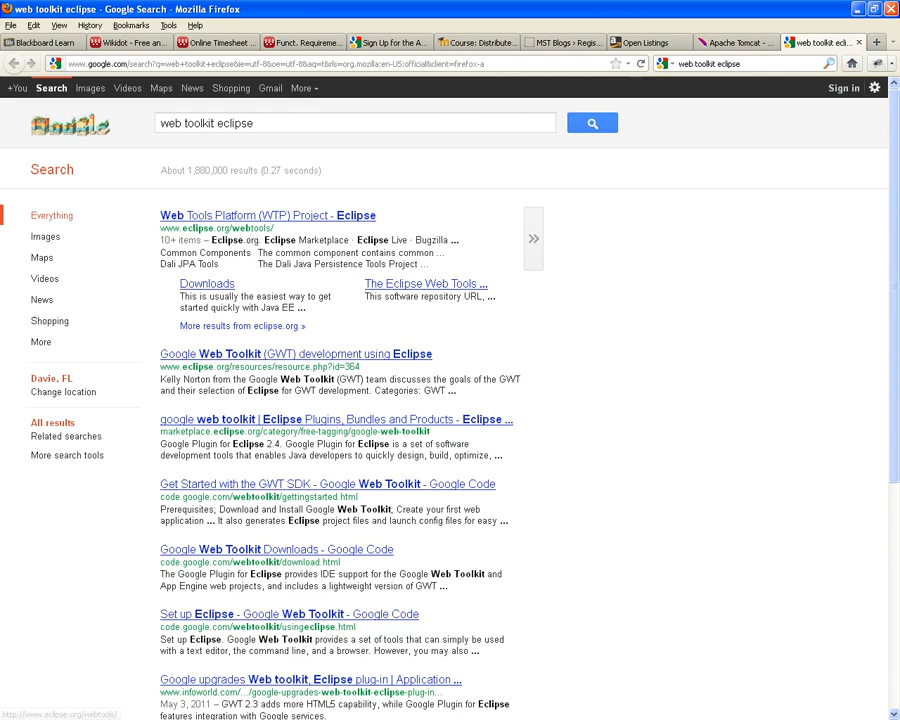 web toolkit eclipse - Google Search - Mozilla Firefox
File Edit View History Bookmarks Tools Help
Blackboard Learn Wikidot - Free an... Online Timesheet ... Funct. Requireme... Sign Up for the A... Course: Distribute... MST Blogs › Regis... Open Listings Apache Tomcat - ... web toolkit ecli...
www.google.com/search?q=web+toolkit+eclipse&ie=utf-8&oe=utf-8&aq=t&rls=org.mozilla:en-US:official&client=firefox-a web toolkit eclipse
+You Search Images Videos Maps News Shopping Gmail More Sign in
Google web toolkit eclipse
Search About 1,880,000 results (0.27 seconds)
Everything
Images
Maps
Videos
News
Shopping
More
Davie, FL
Change location
All results
Related searches
More search tools
Web Tools Platform (WTP) Project - Eclipse
www.eclipse.org/webtools/
10+ items – Eclipse.org. Eclipse Marketplace · Eclipse Live · Bugzilla ...
Common Components The common component contains common ...
Dali JPA Tools The Dali Java Persistence Tools Project ...
Downloads
This is usually the easiest way to get
started quickly with Java EE ...
The Eclipse Web Tools ...
This software repository URL, ...
More results from eclipse.org »
Google Web Toolkit (GWT) development using Eclipse
www.eclipse.org/resources/resource.php?id=364
Kelly Norton from the Google Web Toolkit (GWT) team discusses the goals of the GWT
and their selection of Eclipse for GWT development. Categories: GWT ...
google web toolkit | Eclipse Plugins, Bundles and Products - Eclipse ...
marketplace.eclipse.org/category/free-tagging/google-web-toolkit
Google Plugin for Eclipse 2.4. Google Plugin for Eclipse is a set of software
development tools that enables Java developers to quickly design, build, optimize, ...
Get Started with the GWT SDK - Google Web Toolkit - Google Code
code.google.com/webtoolkit/gettingstarted.html
Prerequisites; Download and Install Google Web Toolkit; Create your first web
application ... It also generates Eclipse project files and launch config files for easy ...
Google Web Toolkit Downloads - Google Code
code.google.com/webtoolkit/download.html
The Google Plugin for Eclipse provides IDE support for the Google Web Toolkit and
App Engine web projects, and includes a lightweight version of GWT ...
Set up Eclipse - Google Web Toolkit - Google Code
code.google.com/webtoolkit/usingeclipse.html
Set up Eclipse. Google Web Toolkit provides a set of tools that can simply be used
with a text editor, the command line, and a browser. However, you may also ...
Google upgrades Web toolkit, Eclipse plug-in | Application ...
www.infoworld.com/.../google-upgrades-web-toolkit-eclipse-plug-in...
May 3, 2011 – GWT 2.3 adds more HTML5 capability, while Google Plugin for Eclipse
features integration with Google services.
http://www.eclipse.org/webtools/